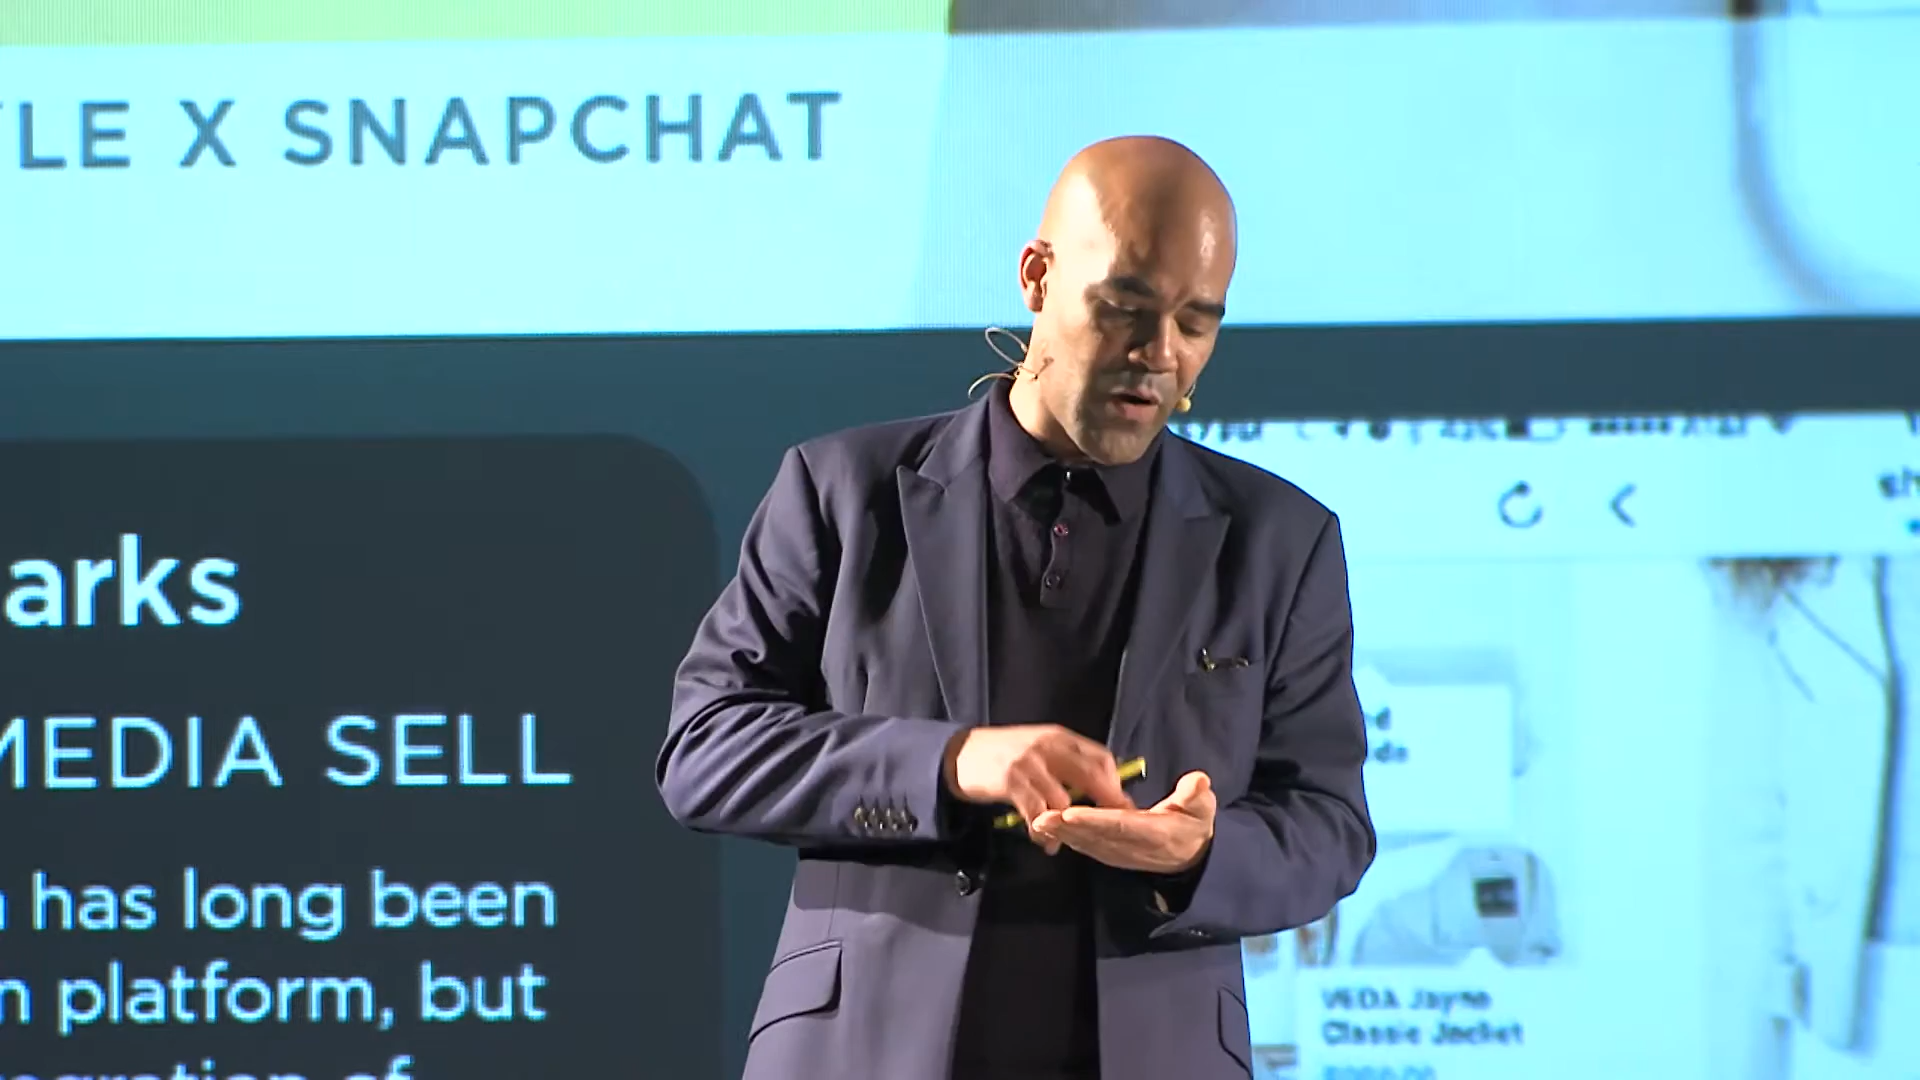 LE X SNAPCHAT
arks
MEDIA SELL
has long been
n platform, but
VEDA Jayne
Classic Jacket